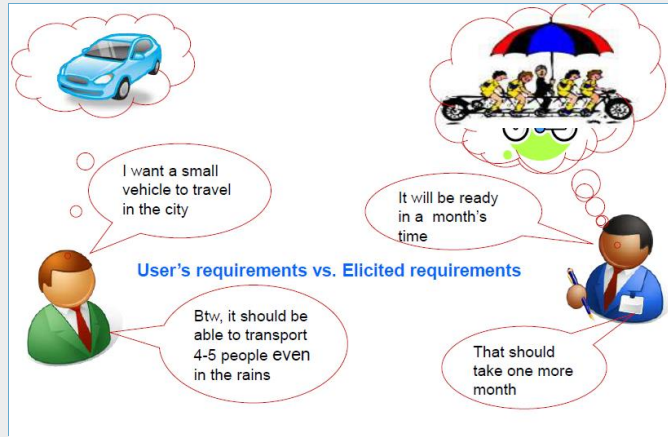 I want a small
vehicle to travel
in the city
It will be ready
in a month's
time
User's requirements vs. Elicited requirements
Btw, it should be
able to transport
4-5 people even
in the rains
That should
take one more
month